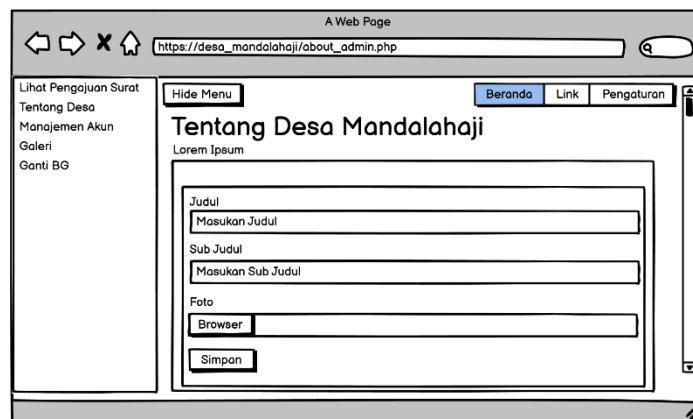 A Web Page
https://desa_mandalahaji/about_admin.php
Lihat Pengajuan Surat
Tentang Desa
Manajemen Akun
Galeri
Ganti BG
Hide Menu
Beranda Link Pengaturan
Tentang Desa Mandalahaji
Lorem Ipsum
Judul
Masukan Judul
Sub Judul
Masukan Sub Judul
Foto
Browser
Simpan